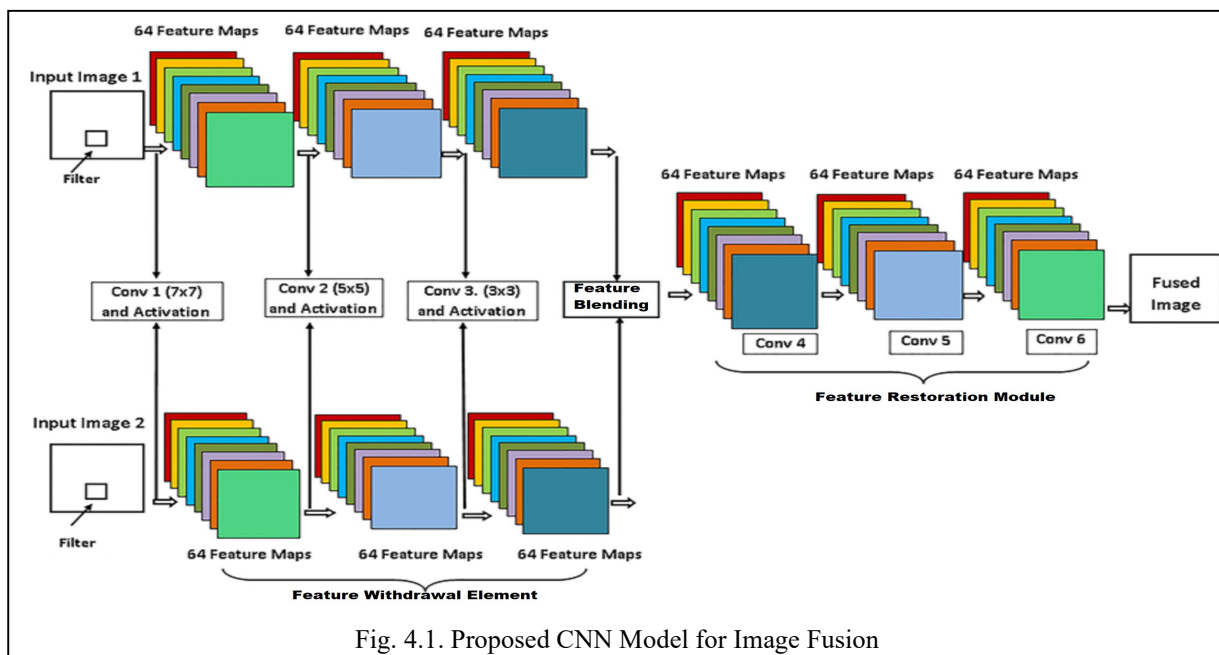 64 Feature Maps
64 Feature Maps
64 Feature Maps
Input Image 1
Filter
64 Feature Maps
64 Feature Maps
64 Feature Maps
Conv 1 (7x7)
and Activation
Conv 2 (5x5)
and Activation
Conv 3. (3x3)
and Activation
Feature
Blending
Fused
Image
Conv 4
Conv 5
Conv 6
Feature Restoration Module
Input Image 2
Filter
64 Feature Maps
64 Feature Maps
64 Feature Maps
Feature Withdrawal Element
Fig. 4.1. Proposed CNN Model for Image Fusion